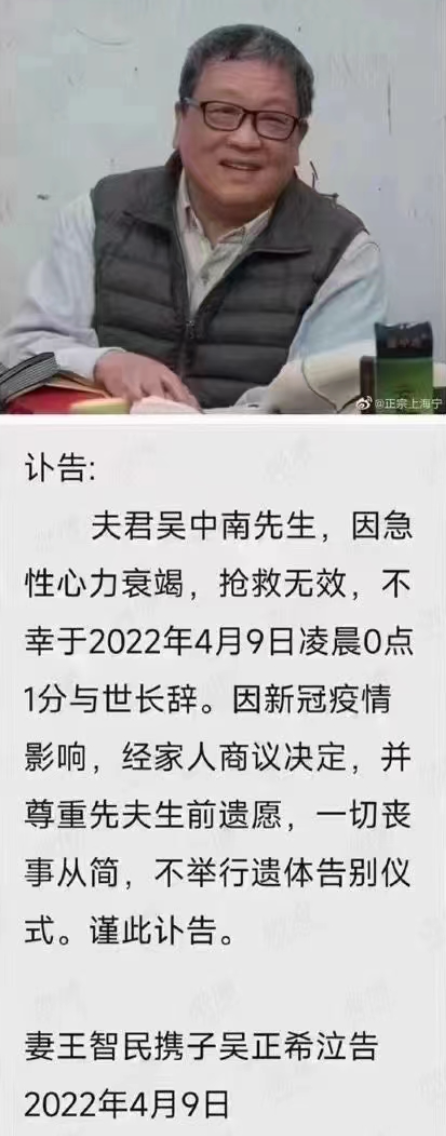 @正宗上海宁
讣告:
夫君吴中南先生，因急
性心力衰竭，抢救无效，不
幸于2022年4月9日凌晨0点
1分与世长辞。因新冠疫情
影响，经家人商议决定，并
尊重先夫生前遗愿，一切丧
事从简，不举行遗体告别仪
式。谨此讣告。
妻王智民携子吴正希泣告
2022年4月9日